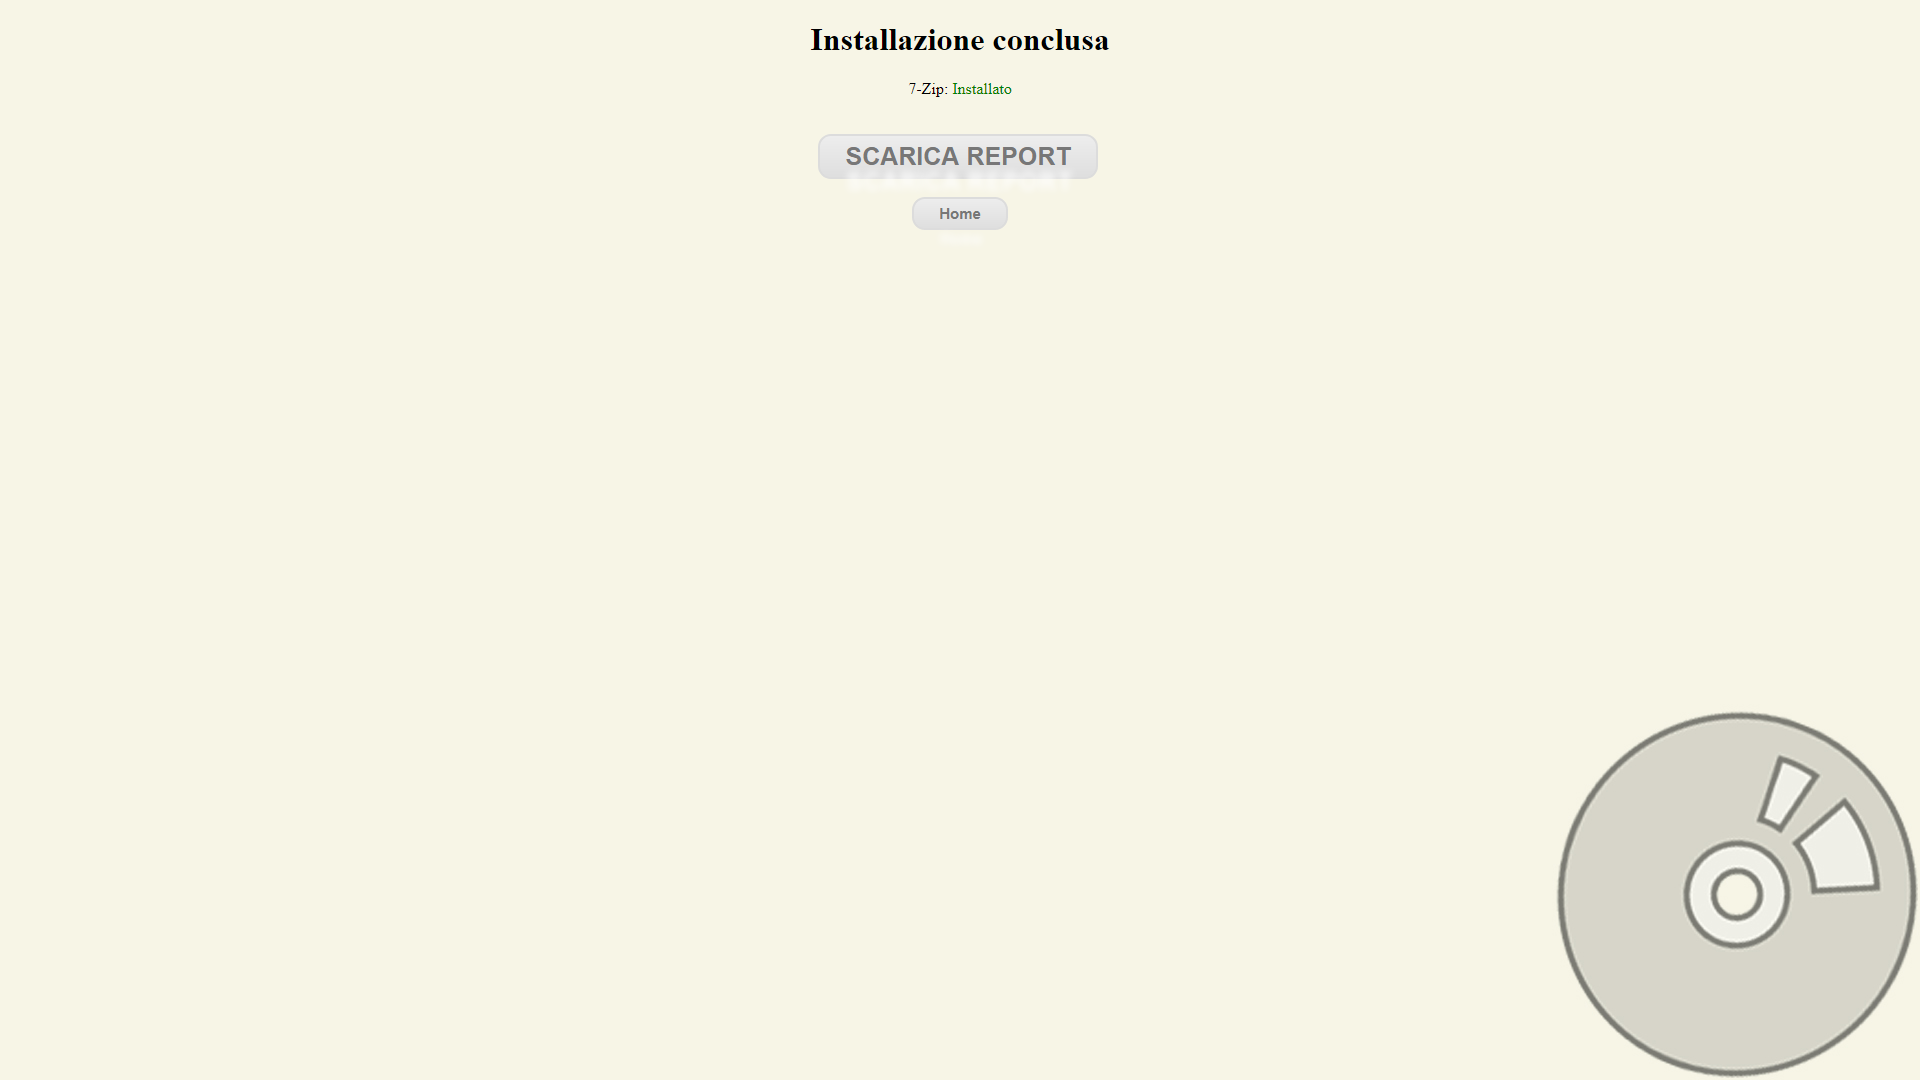 Installazione conclusa
7-Zip: Installato
SCARICA REPORT
Home